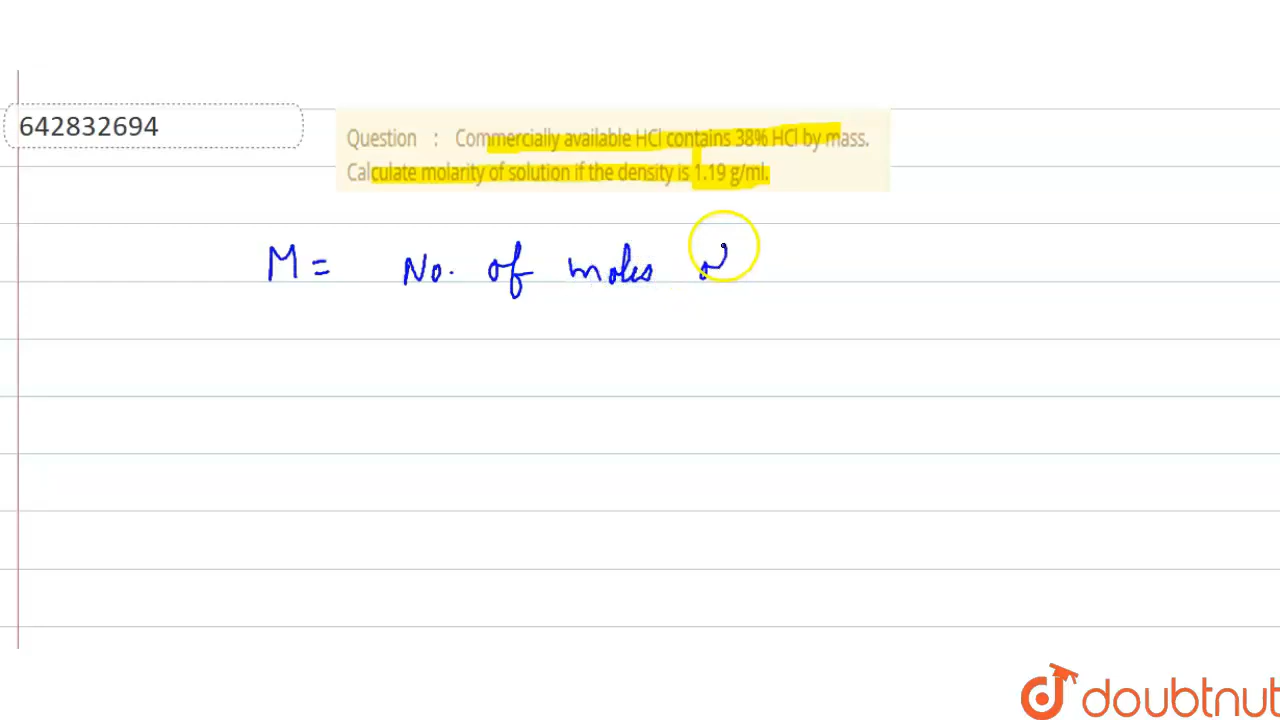 642832694
Question : Commercially available HCl contains 38% HCl by mass.
Calculate molarity of solution if the density is 1.19 g/ml.
M = No. of moles
doubtnut